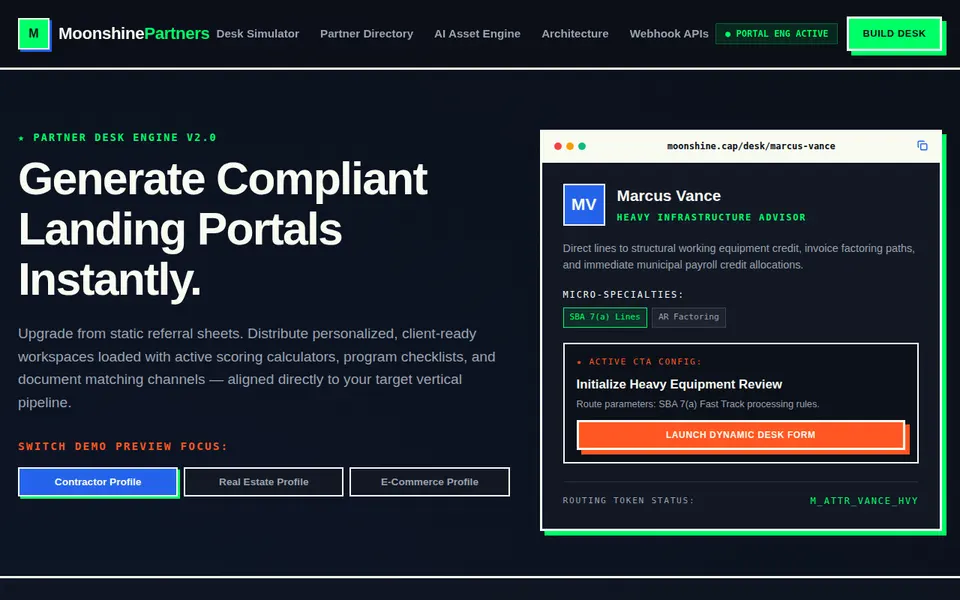 M MoonshinePartners Desk Simulator Partner Directory AI Asset Engine Architecture Webhook APIs ● PORTAL ENG ACTIVE BUILD DESK
★ PARTNER DESK ENGINE V2.0
Generate Compliant
Landing Portals
Instantly.
Upgrade from static referral sheets. Distribute personalized, client-ready
workspaces loaded with active scoring calculators, program checklists, and
document matching channels — aligned directly to your target vertical
pipeline.
SWITCH DEMO PREVIEW FOCUS:
Contractor Profile Real Estate Profile E-Commerce Profile
moonshine.cap/desk/marcus-vance
MV Marcus Vance
HEAVY INFRASTRUCTURE ADVISOR
Direct lines to structural working equipment credit, invoice factoring paths,
and immediate municipal payroll credit allocations.
MICRO-SPECIALTIES:
SBA 7(a) Lines AR Factoring
★ ACTIVE CTA CONFIG:
Initialize Heavy Equipment Review
Route parameters: SBA 7(a) Fast Track processing rules.
LAUNCH DYNAMIC DESK FORM
ROUTING TOKEN STATUS: M_ATTR_VANCE_HVY